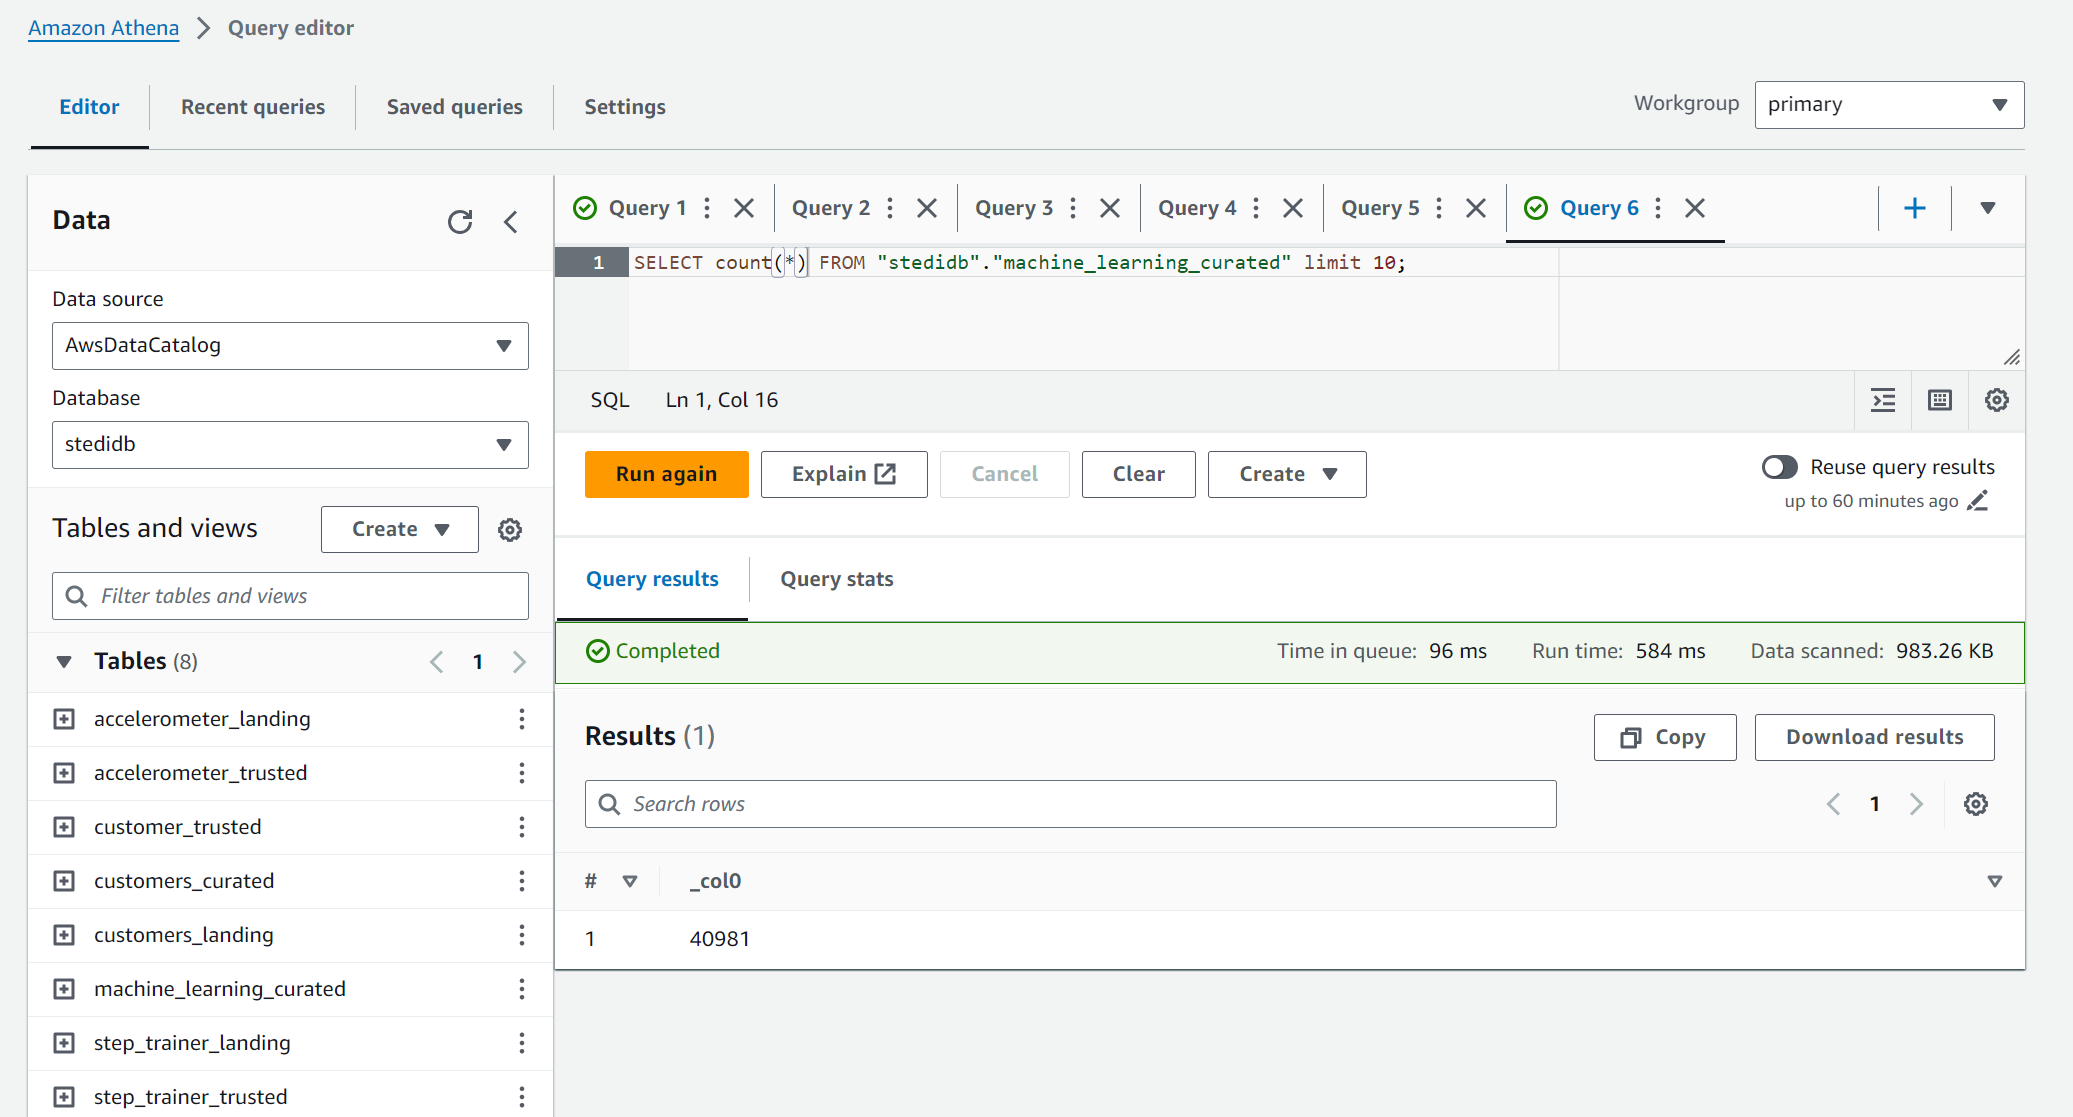 Amazon Athena > Query editor
Editor Recent queries Saved queries Settings Workgroup primary
Data
Data source
AwsDataCatalog
Database
stedidb
Tables and views Create
Filter tables and views
Tables (8) 1
accelerometer_landing
accelerometer_trusted
customer_trusted
customers_curated
customers_landing
machine_learning_curated
step_trainer_landing
step_trainer_trusted
Query 1 Query 2 Query 3 Query 4 Query 5 Query 6
1 SELECT count(*) FROM "stedidb"."machine_learning_curated" limit 10;
SQL Ln 1, Col 16
Run again Explain Cancel Clear Create Reuse query results
up to 60 minutes ago
Query results Query stats
Completed Time in queue: 96 ms Run time: 584 ms Data scanned: 983.26 KB
Results (1) Copy Download results
Search rows 1
# _col0
1 40981